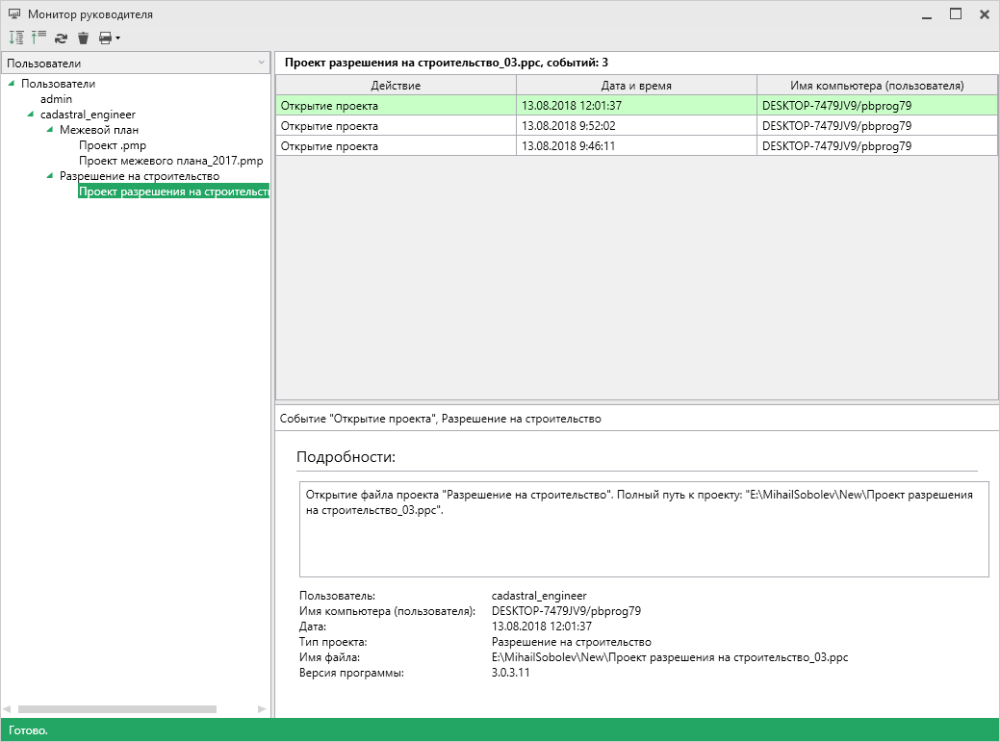 Монитор руководителя
Пользователи
Пользователи
admin
cadastral_engineer
Межевой план
Проект .pmp
Проект межевого плана_2017.pmp
Разрешение на строительство
Проект разрешения на строительст
Проект разрешения на строительство_03.ppc, событий: 3
Действие Дата и время Имя компьютера (пользователя)
Открытие проекта 13.08.2018 12:01:37 DESKTOP-7479JV9/pbprog79
Открытие проекта 13.08.2018 9:52:02 DESKTOP-7479JV9/pbprog79
Открытие проекта 13.08.2018 9:46:11 DESKTOP-7479JV9/pbprog79
Событие "Открытие проекта", Разрешение на строительство
Подробности:
Открытие файла проекта "Разрешение на строительство". Полный путь к проекту: "E:\MihailSobolev\New\Проект разрешения
на строительство_03.ppc".
Пользователь: cadastral_engineer
Имя компьютера (пользователя): DESKTOP-7479JV9/pbprog79
Дата: 13.08.2018 12:01:37
Тип проекта: Разрешение на строительство
Имя файла: E:\MihailSobolev\New\Проект разрешения на строительство_03.ppc
Версия программы: 3.0.3.11
Готово.